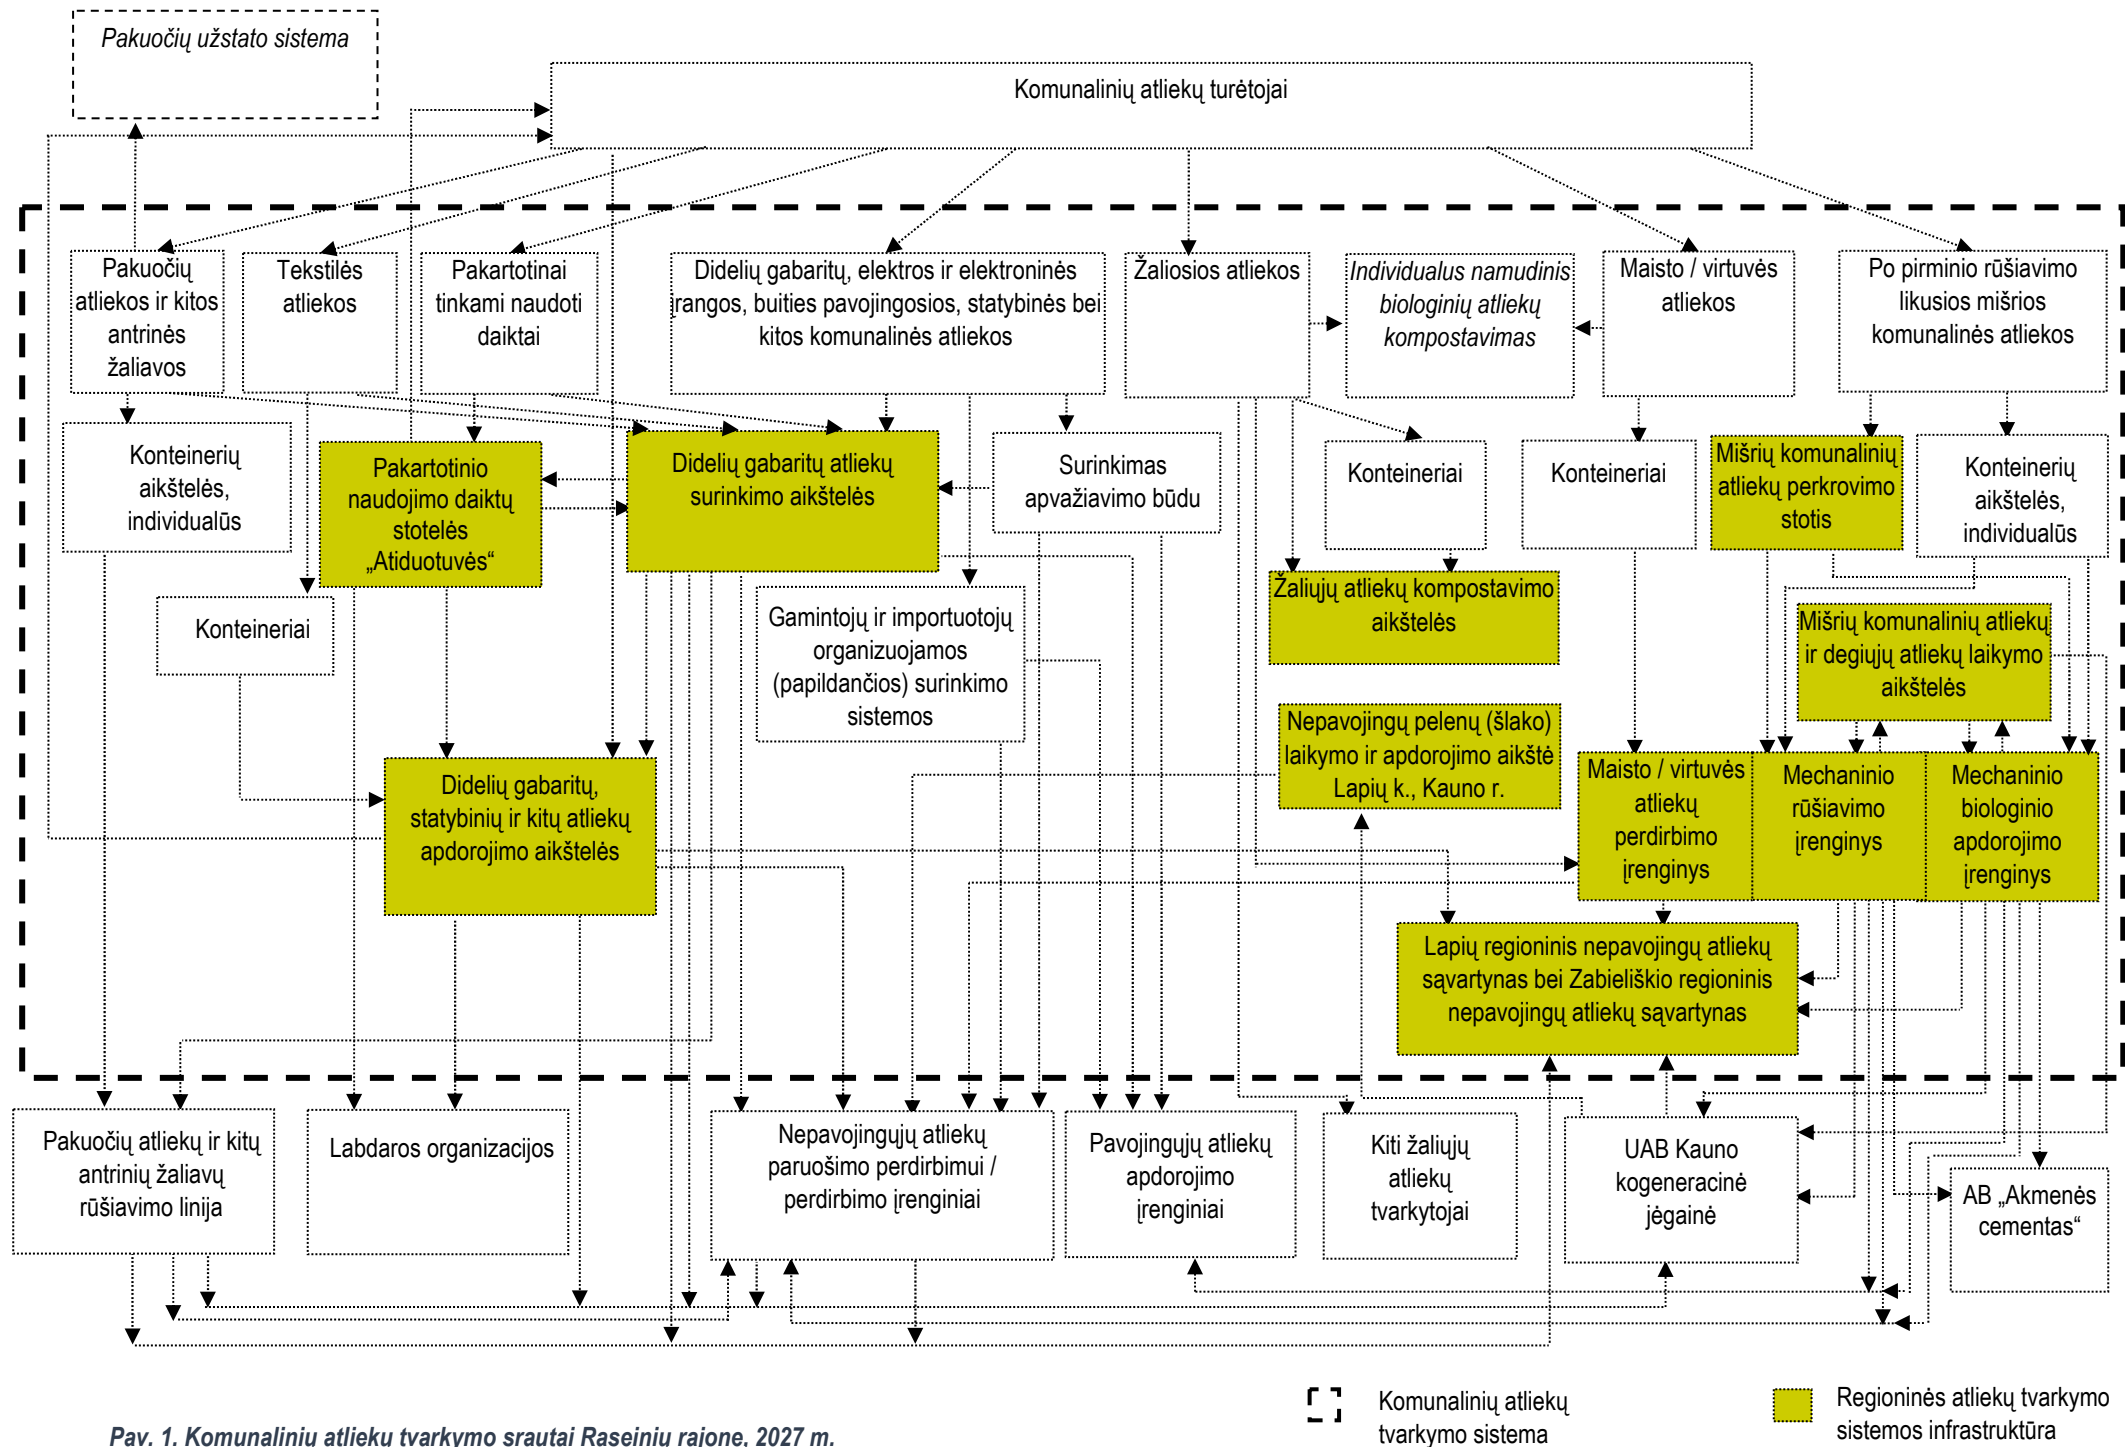 Pakuočių užstato sistema
Komunalinių atliekų turėtojai
Pakuočių
atliekos ir kitos
antrinės
žaliavos
Tekstilės
atliekos
Pakartotinai
tinkami naudoti
daiktai
Didelių gabaritų, elektros ir elektroninės
įrangos, buities pavojingosios, statybinės bei
kitos komunalinės atliekos
Žaliosios atliekos
Individualus namudinis
biologinių atliekų
kompostavimas
Maisto / virtuvės
atliekos
Po pirminio rūšiavimo
likusios mišrios
komunalinės atliekos
Konteinerių
aikštelės,
individualūs
Pakartotinio
naudojimo daiktų
stotelės
„Atiduotuvės“
Didelių gabaritų atliekų
surinkimo aikštelės
Surinkimas
apvažiavimo būdu
Konteineriai
Konteineriai
Mišrių komunalinių
atliekų perkrovimo
stotis
Konteinerių
aikštelės,
individualūs
Konteineriai
Gamintojų ir importuotojų
organizuojamos
(papildančios) surinkimo
sistemos
Žaliųjų atliekų kompostavimo
aikštelės
Mišrių komunalinių atliekų
ir degiųjų atliekų laikymo
aikštelės
Nepavojingų pelenų (šlako)
laikymo ir apdorojimo aikštė
Lapių k., Kauno r.
Didelių gabaritų,
statybinių ir kitų atliekų
apdorojimo aikštelės
Maisto / virtuvės
atliekų
perdirbimo
įrenginys
Mechaninio
rūšiavimo
įrenginys
Mechaninio
biologinio
apdorojimo
įrenginys
Lapių regioninis nepavojingų atliekų
sąvartynas bei Zabieliškio regioninis
nepavojingų atliekų sąvartynas
Pakuočių atliekų ir kitų
antrinių žaliavų
rūšiavimo linija
Labdaros organizacijos
Nepavojingųjų atliekų
paruošimo perdirbimui /
perdirbimo įrenginiai
Pavojingųjų atliekų
apdorojimo
įrenginiai
Kiti žaliųjų
atliekų
tvarkytojai
UAB Kauno
kogeneracinė
jėgainė
AB „Akmenės
cementas“
Komunalinių atliekų
tvarkymo sistema
Regioninės atliekų tvarkymo
sistemos infrastruktūra
Pav. 1. Komunalinių atliekų tvarkymo srautai Raseinių rajone, 2027 m.